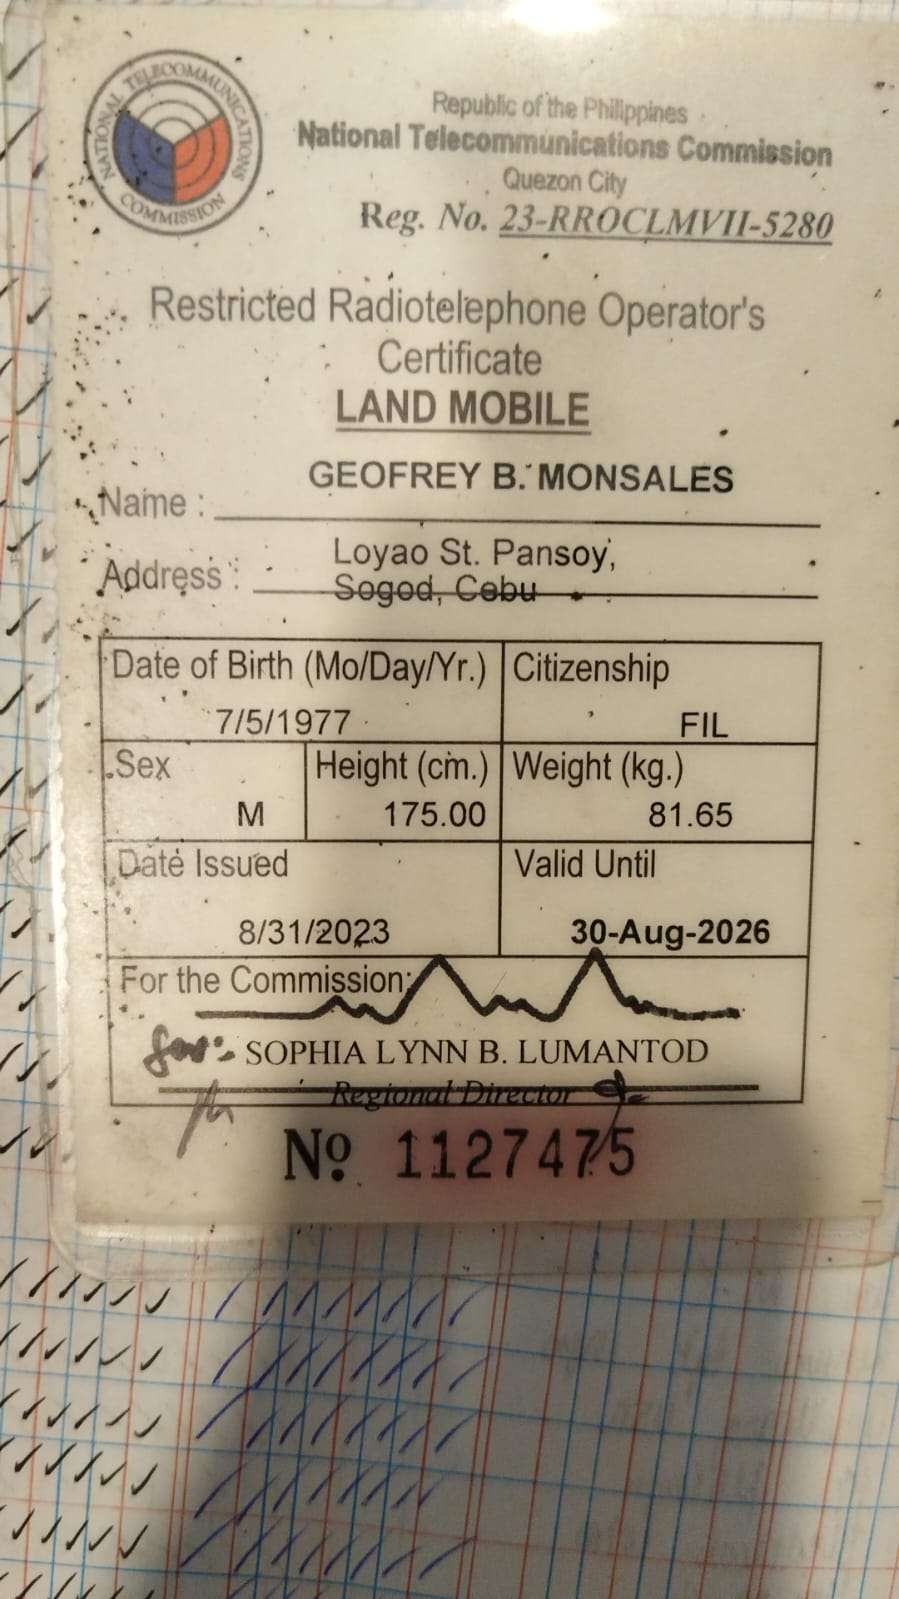 NATIONAL TELECOMMUNICATIONS COMMISSION
Republic of the Philippines
National Telecommunications Commission
Quezon City
Reg. No. 23-RROCLMVII-5280
Restricted Radiotelephone Operator's
Certificate
LAND MOBILE
GEOFREY B. MONSALES
Name :
Loyao St. Pansoy,
Address : Sogod, Cebu
Date of Birth (Mo/Day/Yr.) Citizenship
7/5/1977 FIL
Sex Height (cm.) Weight (kg.)
M 175.00 81.65
Date Issued Valid Until
8/31/2023 30-Aug-2026
For the Commission:
SOPHIA LYNN B. LUMANTOD
Regional Director
No. 1127475